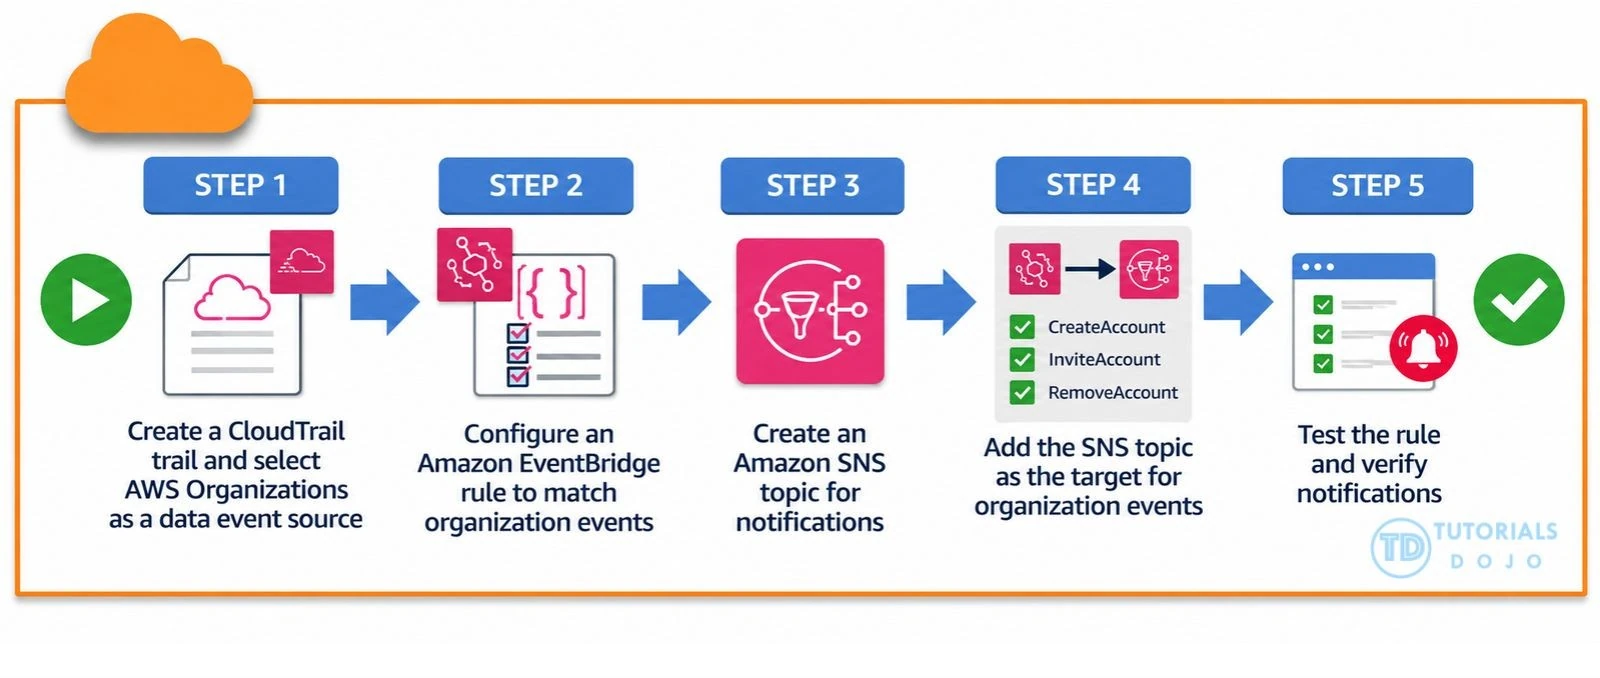 STEP 1
STEP 2
STEP 3
STEP 4
STEP 5
CreateAccount
InviteAccount
RemoveAccount
Create a CloudTrail
trail and select
AWS Organizations
as a data event source
Configure an
Amazon EventBridge
rule to match
organization events
Create an
Amazon SNS
topic for
notifications
Add the SNS topic
as the target for
organization events
Test the rule
and verify
notifications
TD
TUTORIALS
DOJO